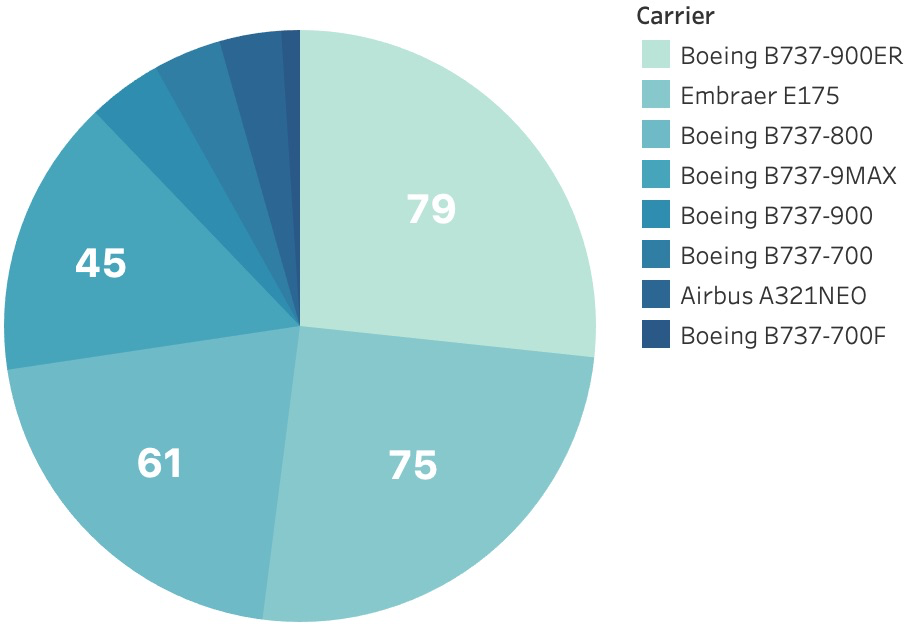 Carrier
Boeing B737-900ER
Embraer E175
Boeing B737-800
Boeing B737-9MAX
Boeing B737-900
Boeing B737-700
Airbus A321NEO
Boeing B737-700F
79
45
61
75